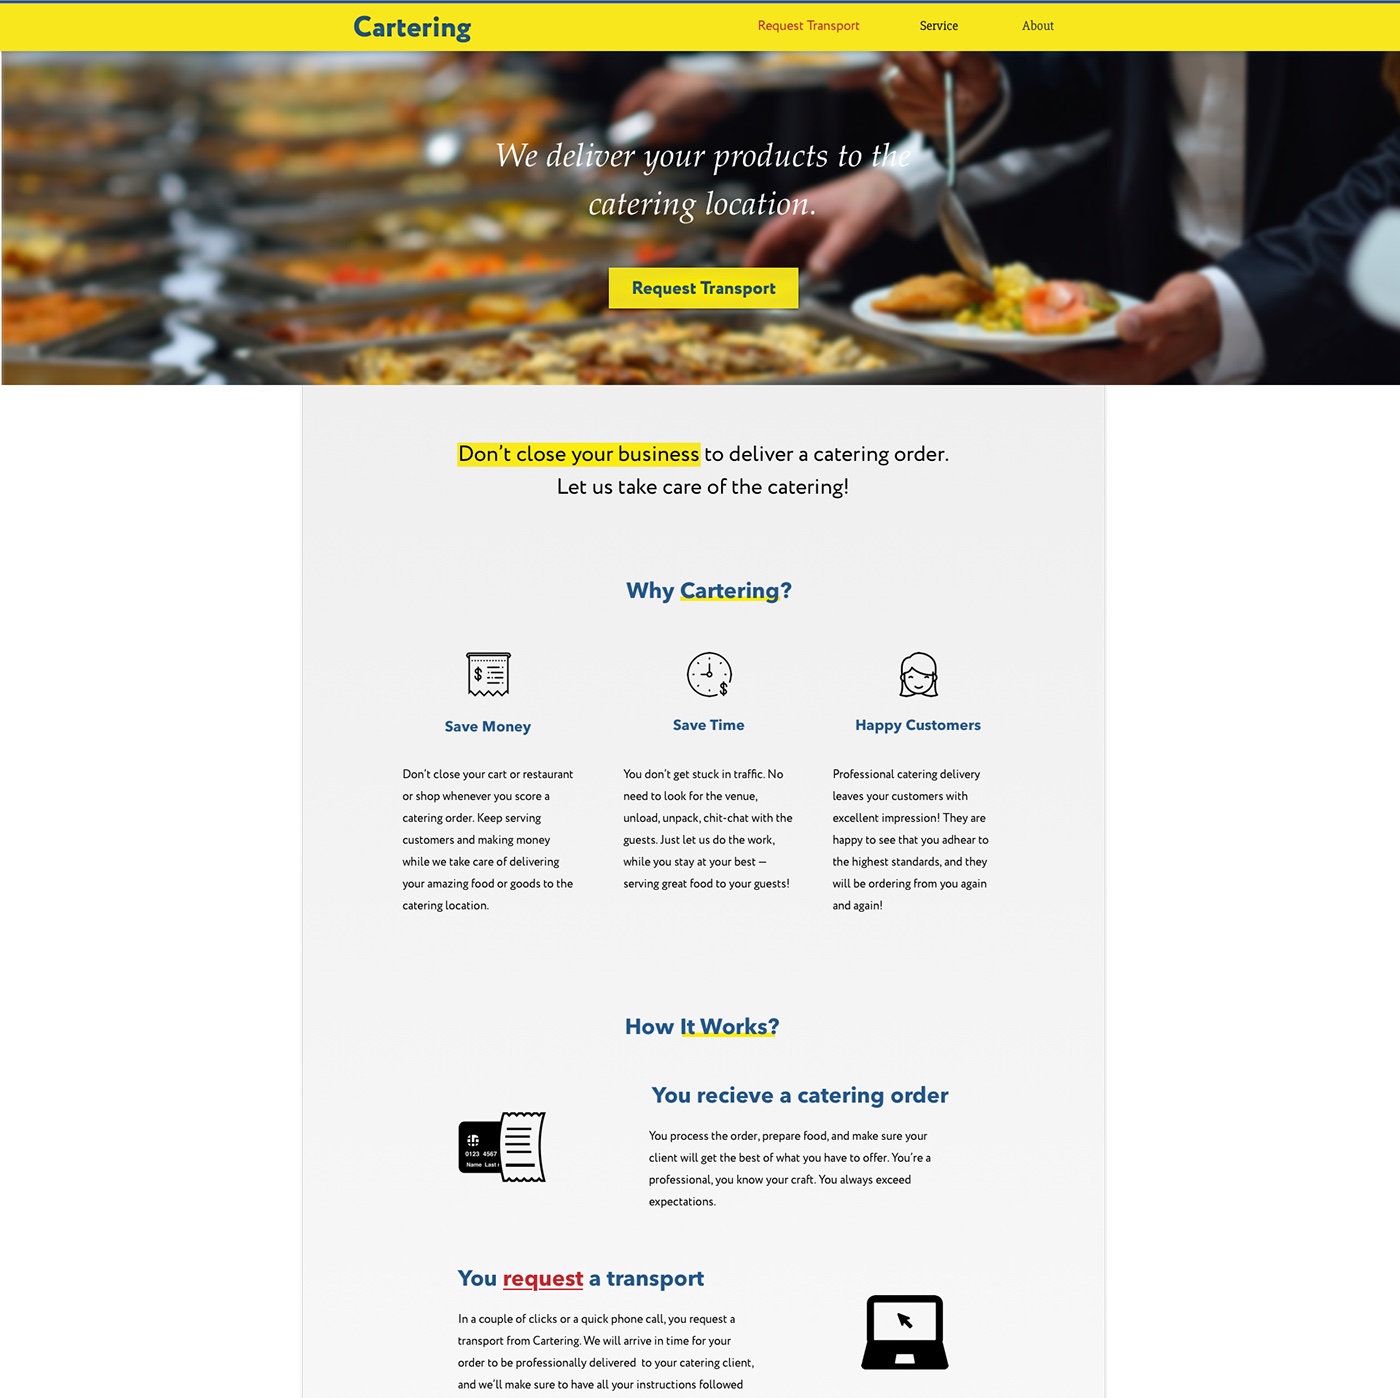 Cartering
Request Transport
Service
About
We deliver your products to the
catering location.
Request Transport
Don't close your business to deliver a catering order.
Let us take care of the catering!
Why Cartering?
$
$
Save Money
Save Time
Happy Customers
Don't close your cart or restaurant
or shop whenever you score a
catering order. Keep serving
customers and making money
while we take care of delivering
your amazing food or goods to the
catering location.
You don't get stuck in traffic. No
need to look for the venue,
unload, unpack, chit-chat with the
guests. Just let us do the work,
while you stay at your best —
serving great food to your guests!
Professional catering delivery
leaves your customers with
excellent impression! They are
happy to see that you adhear to
the highest standards, and they
will be ordering from you again
and again!
How It Works?
You recieve a catering order
0123 4567
Name Last
You process the order, prepare food, and make sure your
client will get the best of what you have to offer. You're a
professional, you know your craft. You always exceed
expectations.
You request a transport
In a couple of clicks or a quick phone call, you request a
transport from Cartering. We will arrive in time for your
order to be professionally delivered to your catering client,
and we'll make sure to have all your instructions followed